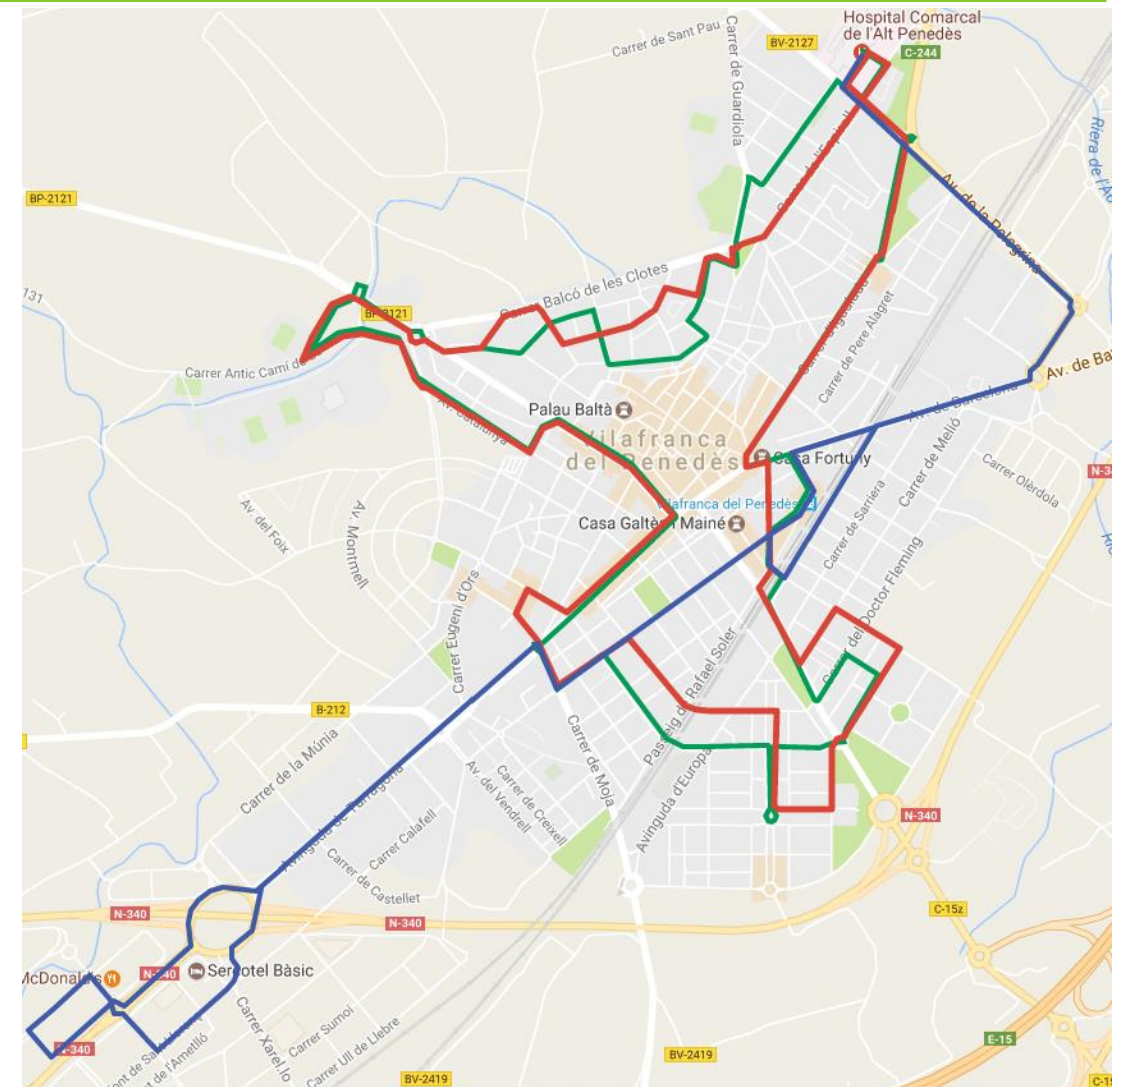 Hospital Comarcal
de l'Alt Penedès
Carrer de Sant Pau
BV-2127
C-244
Carrer de Guardiola
BP-2121
Av. de la Pelegrina
131
Carrer Balcó de les Clotes
BP-2121
Carrer de Pere Alagret
Carrer Antic Camí de
Av. de Ba
Av. de Barcelona
Palau Baltà
Av. Catalunya
Vilafranca
del Penedès
Casa Fortuny
Carrer de Melió
Carrer Olèrdola
N-3
Vilafranca del Penedès
Casa Galtès i Mainé
Carrer de Sarriera
Av. del Foix
Av. Montmell
Carrer del Doctor Fleming
Carrer Eugeni d'Ors
Passeig de Rafael Soler
B-212
Carrer de la Múnia
Carrer de Moja
Av. del Vendrell
Carrer de Creixell
Avinguda d'Europa
Avinguda de Tarragona
Carrer Calafell
Carrer de Castellet
N-340
N-340
N-340
C-15z
McDonald's
N-340
Sercotel Bàsic
Carrer Xarel.lo
Carrer Sumoi
Carrer Ull de Llebre
N-340
E-15
BV-2419
BV-2419